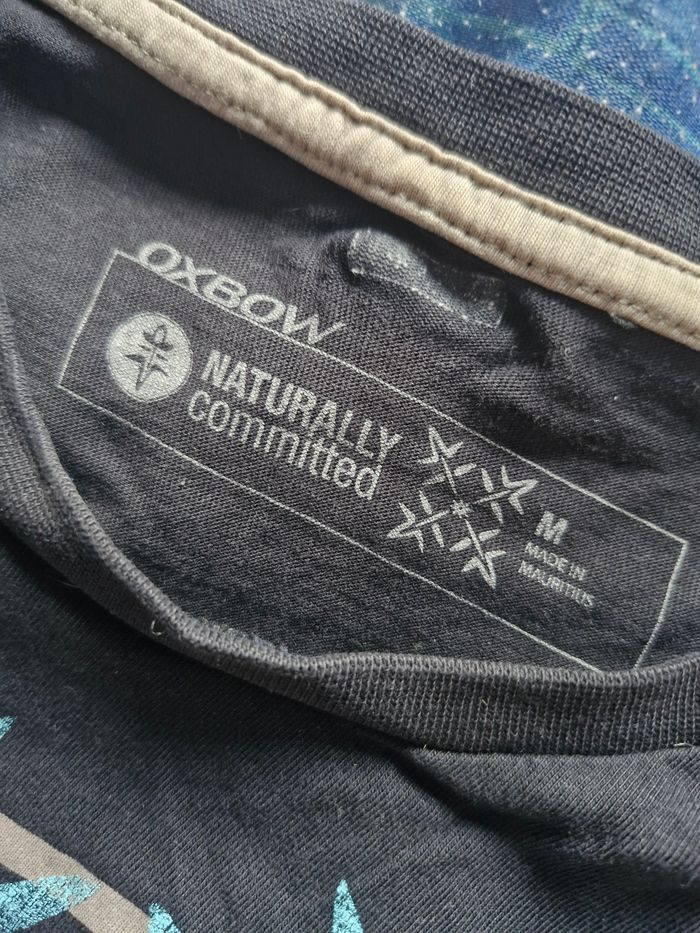 OXBOW
NATURALLY
committed
M
MADE IN
MAURITIUS